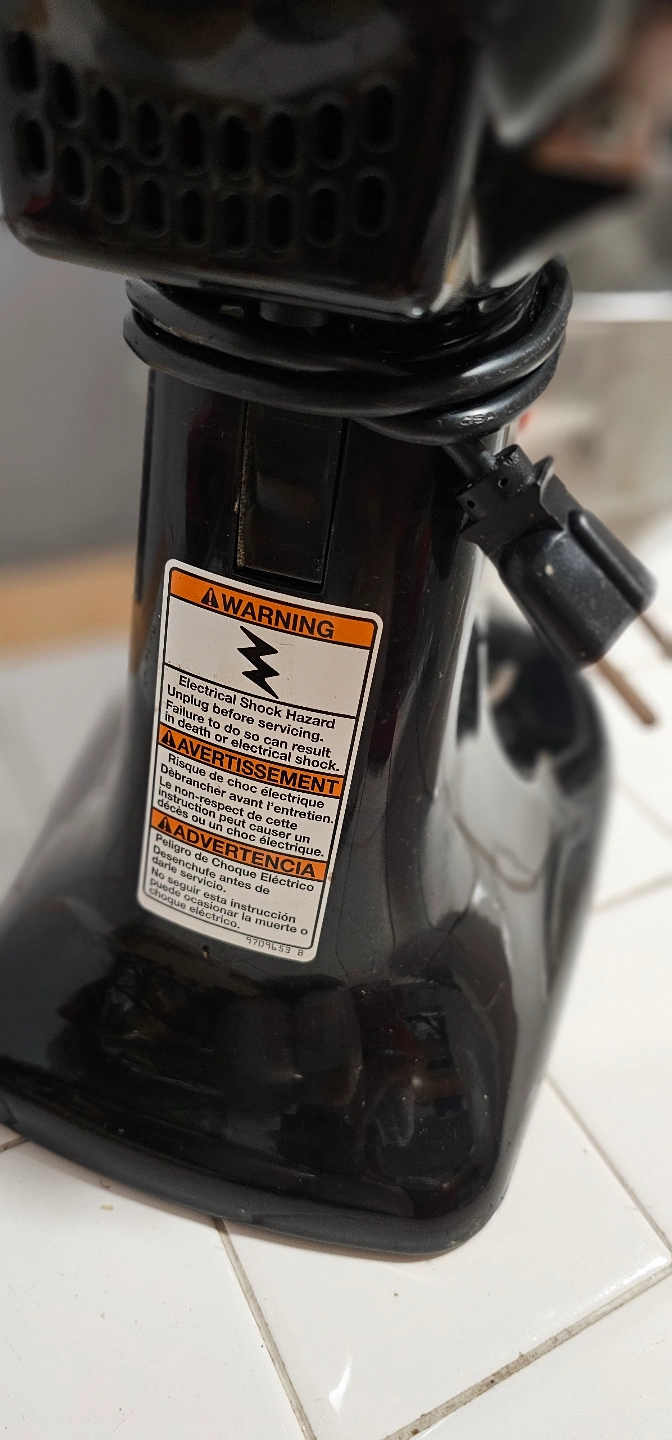 WARNING
Electrical Shock Hazard
Unplug before servicing.
Failure to do so can result
in death or electrical shock.
AVERTISSEMENT
Risque de choc électrique
Débrancher avant l'entretien.
Le non-respect de cette
instruction peut causer un
décès ou un choc électrique.
ADVERTENCIA
Peligro de Choque Eléctrico
Desenchufe antes de
darle servicio.
No seguir esta instrucción
puede ocasionar la muerte o
choque eléctrico.
9709653 B